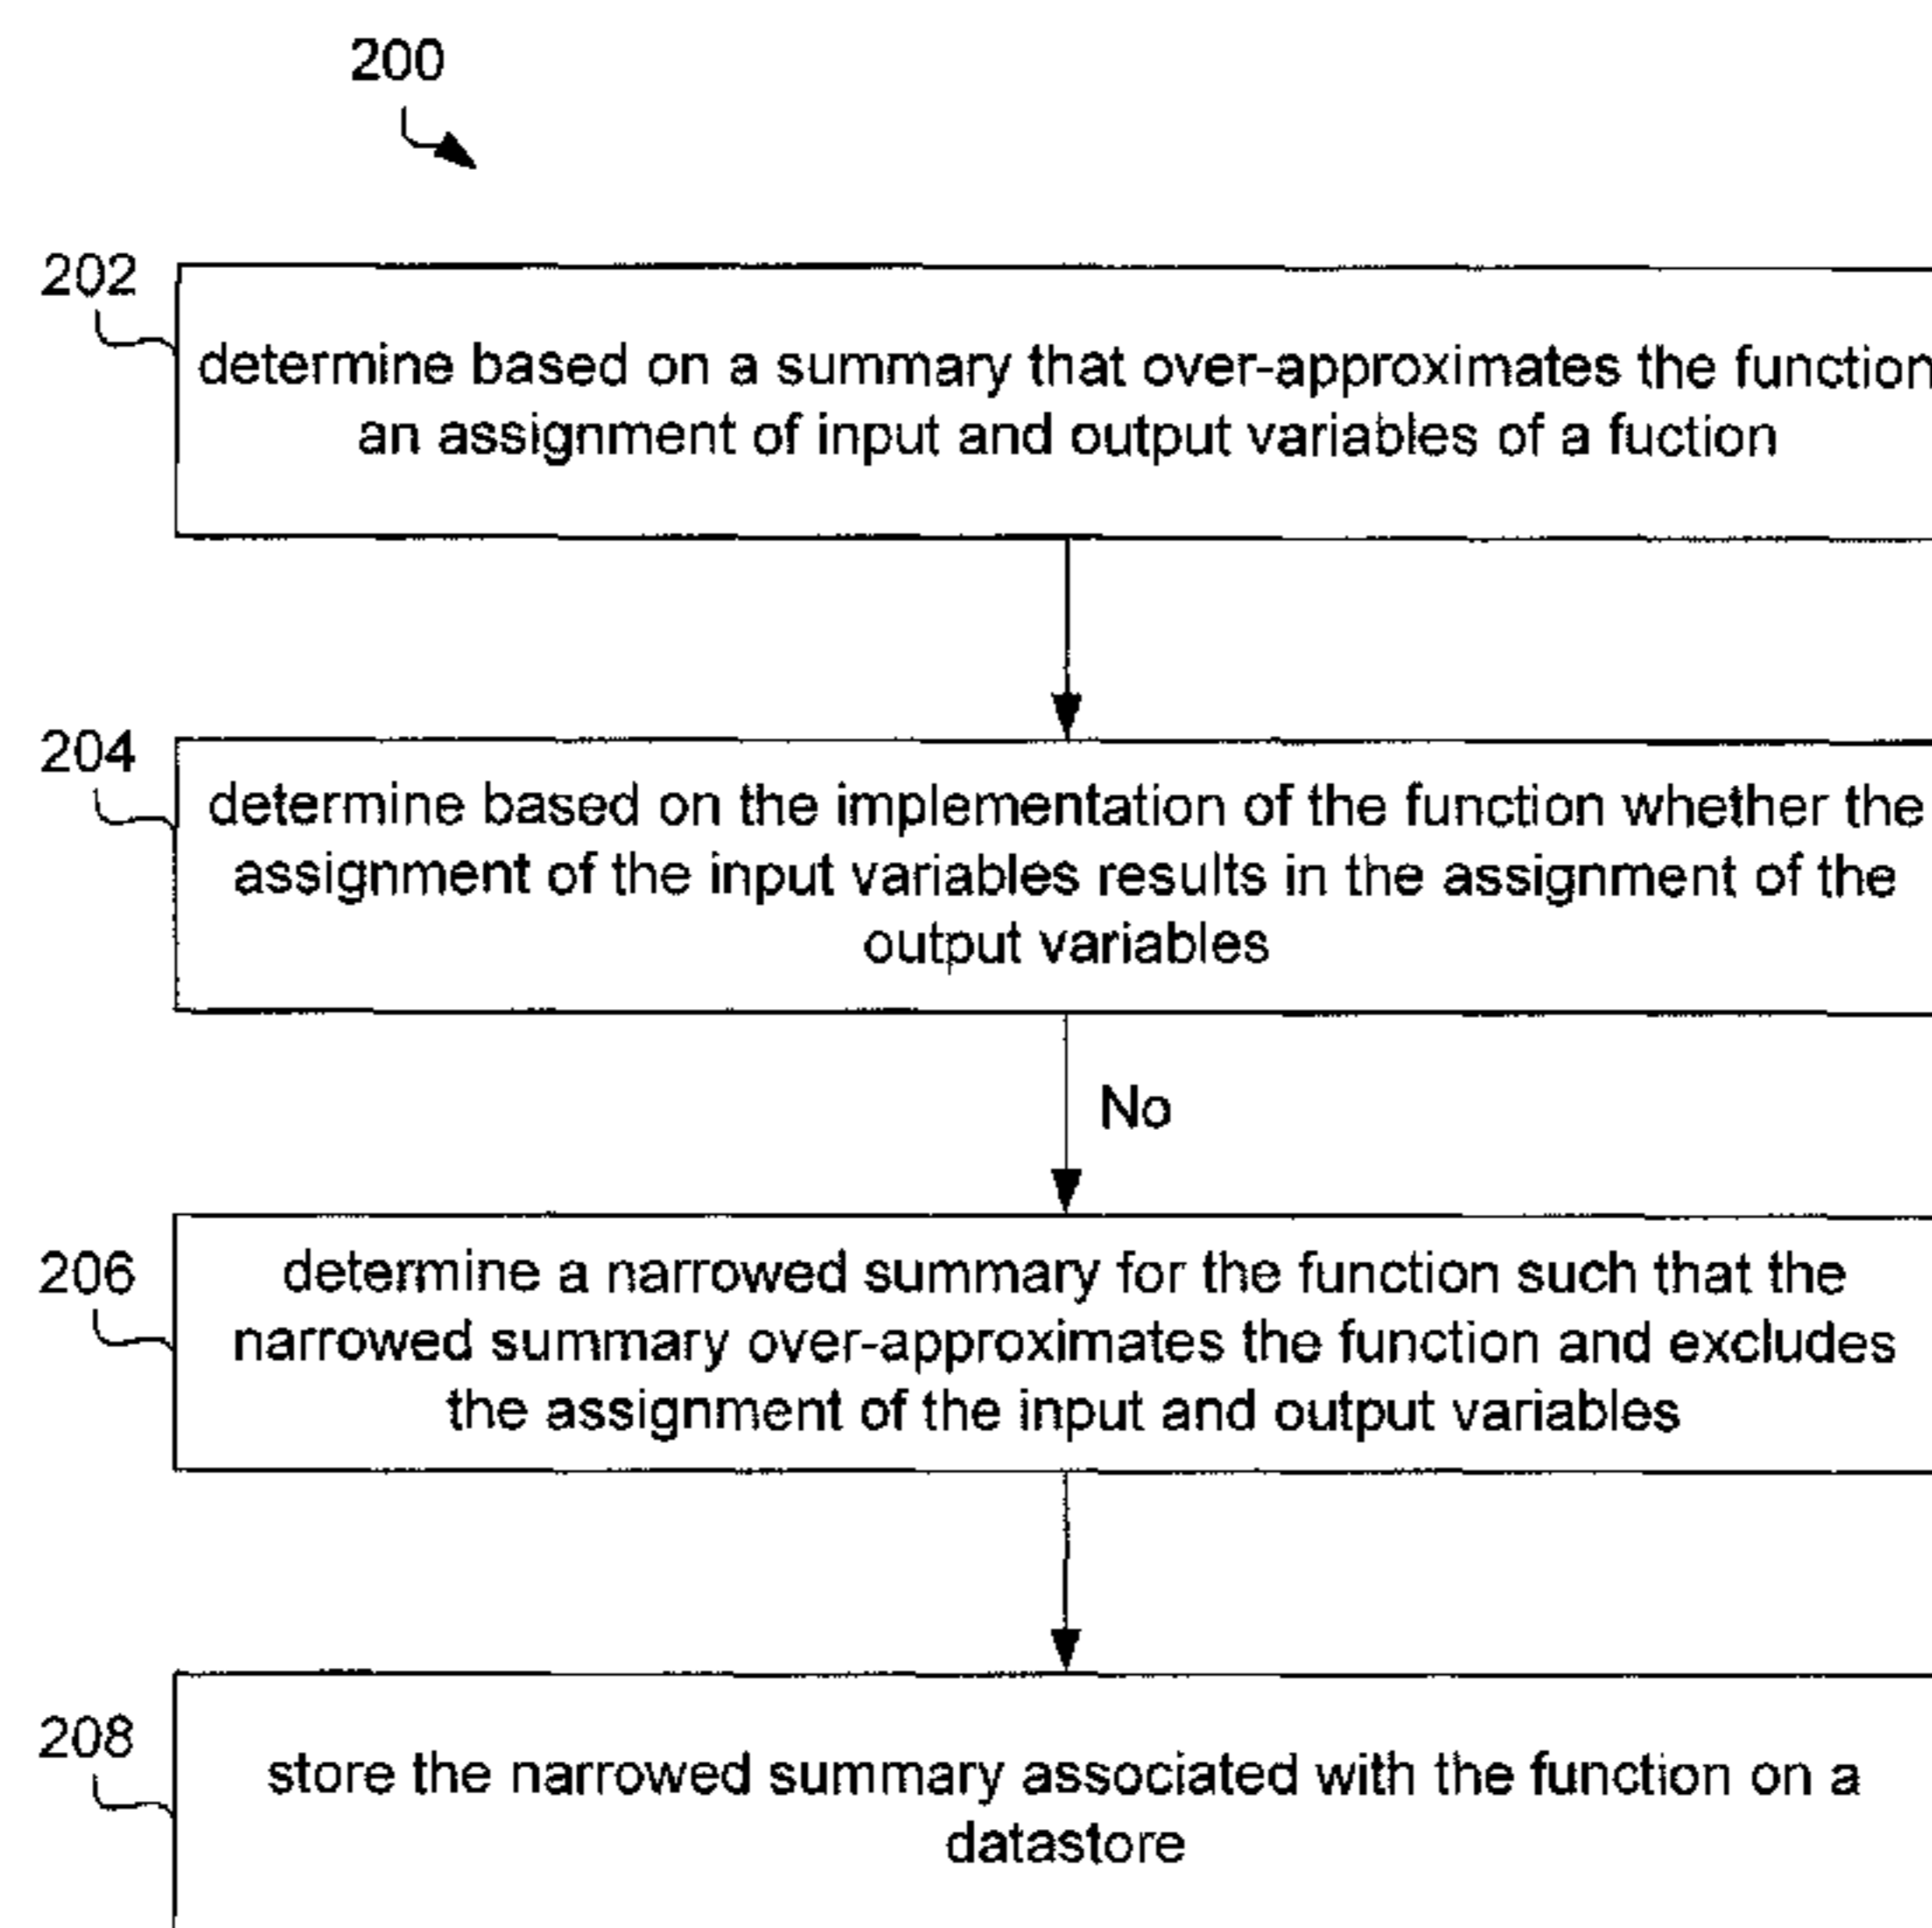 200
202
determine based on a summary that over-approximates the function
an assignment of input and output variables of a fuction
204
determine based on the implementation of the function whether the
assignment of the input variables results in the assignment of the
output variables
No
206
determine a narrowed summary for the function such that the
narrowed summary over-approximates the function and excludes
the assignment of the input and output variables
208
store the narrowed summary associated with the function on a
datastore